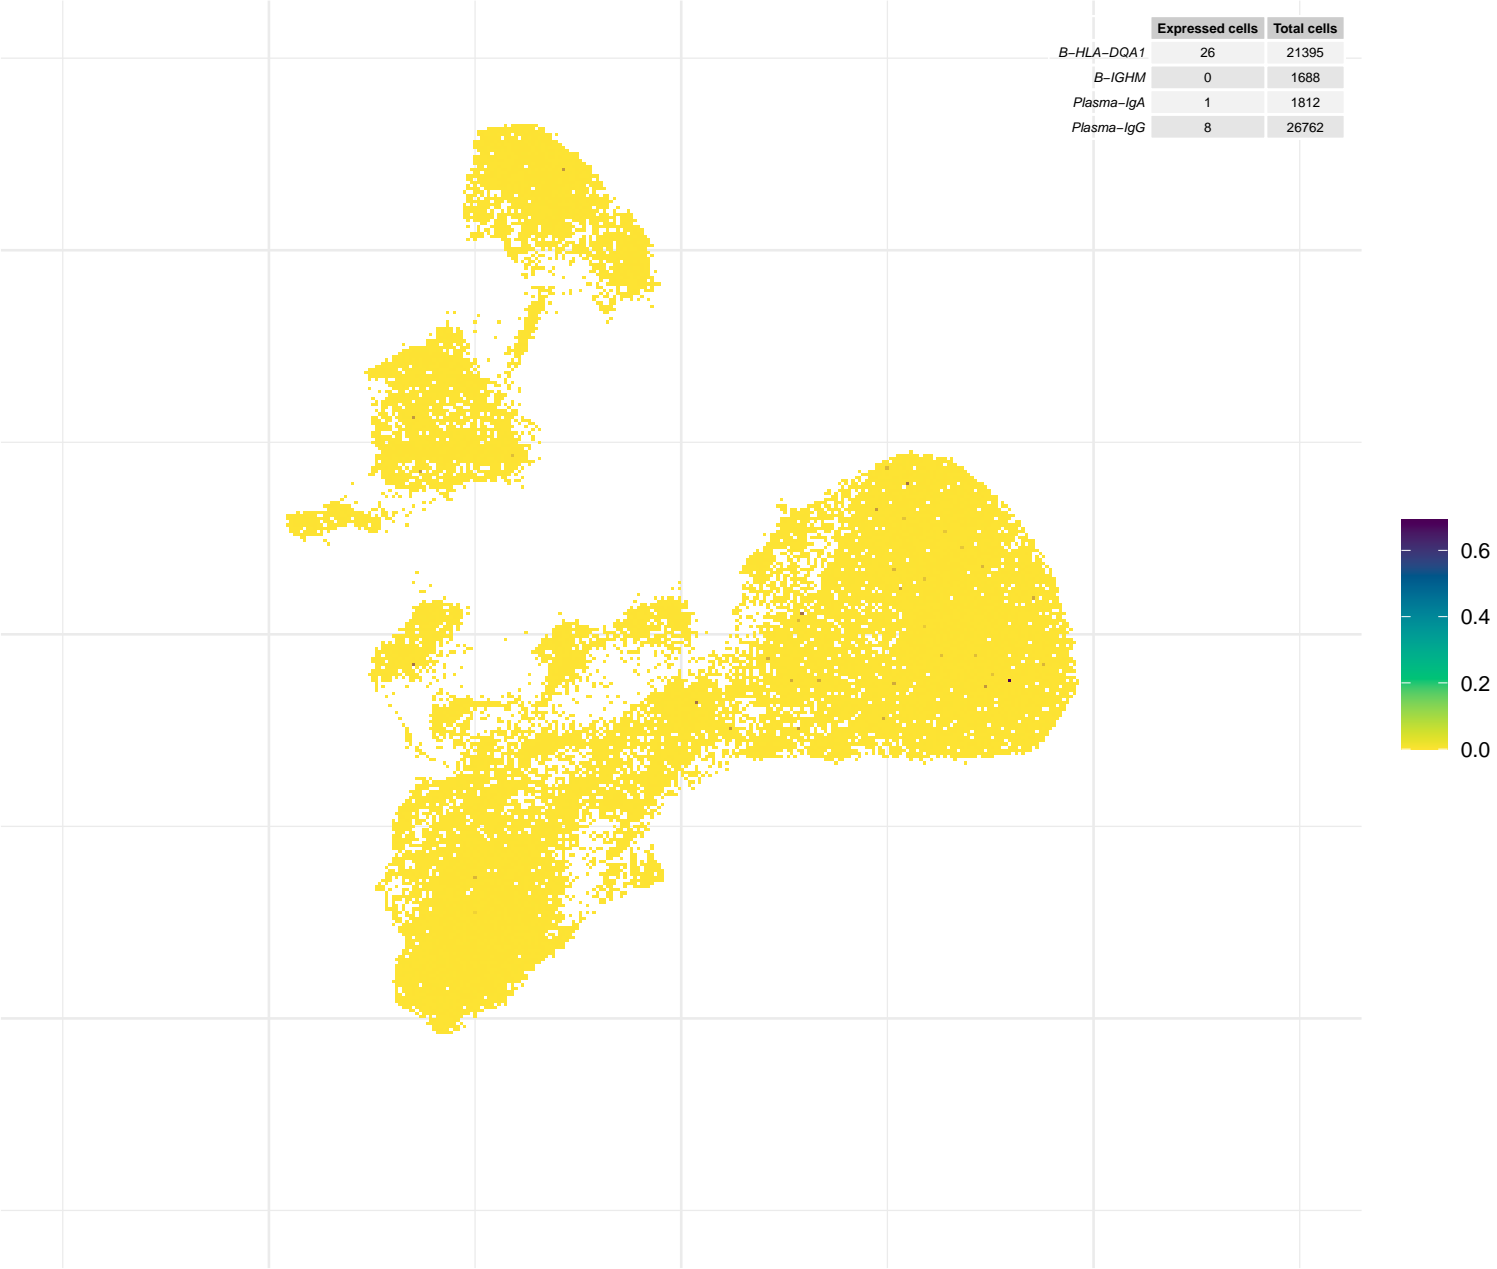 Expressed cells Total cells
B−HLA−DQA1 26 21395
B−IGHM 0 1688
Plasma−IgA 1 1812
Plasma−IgG 8 26762
0.6
0.4
0.2
0.0